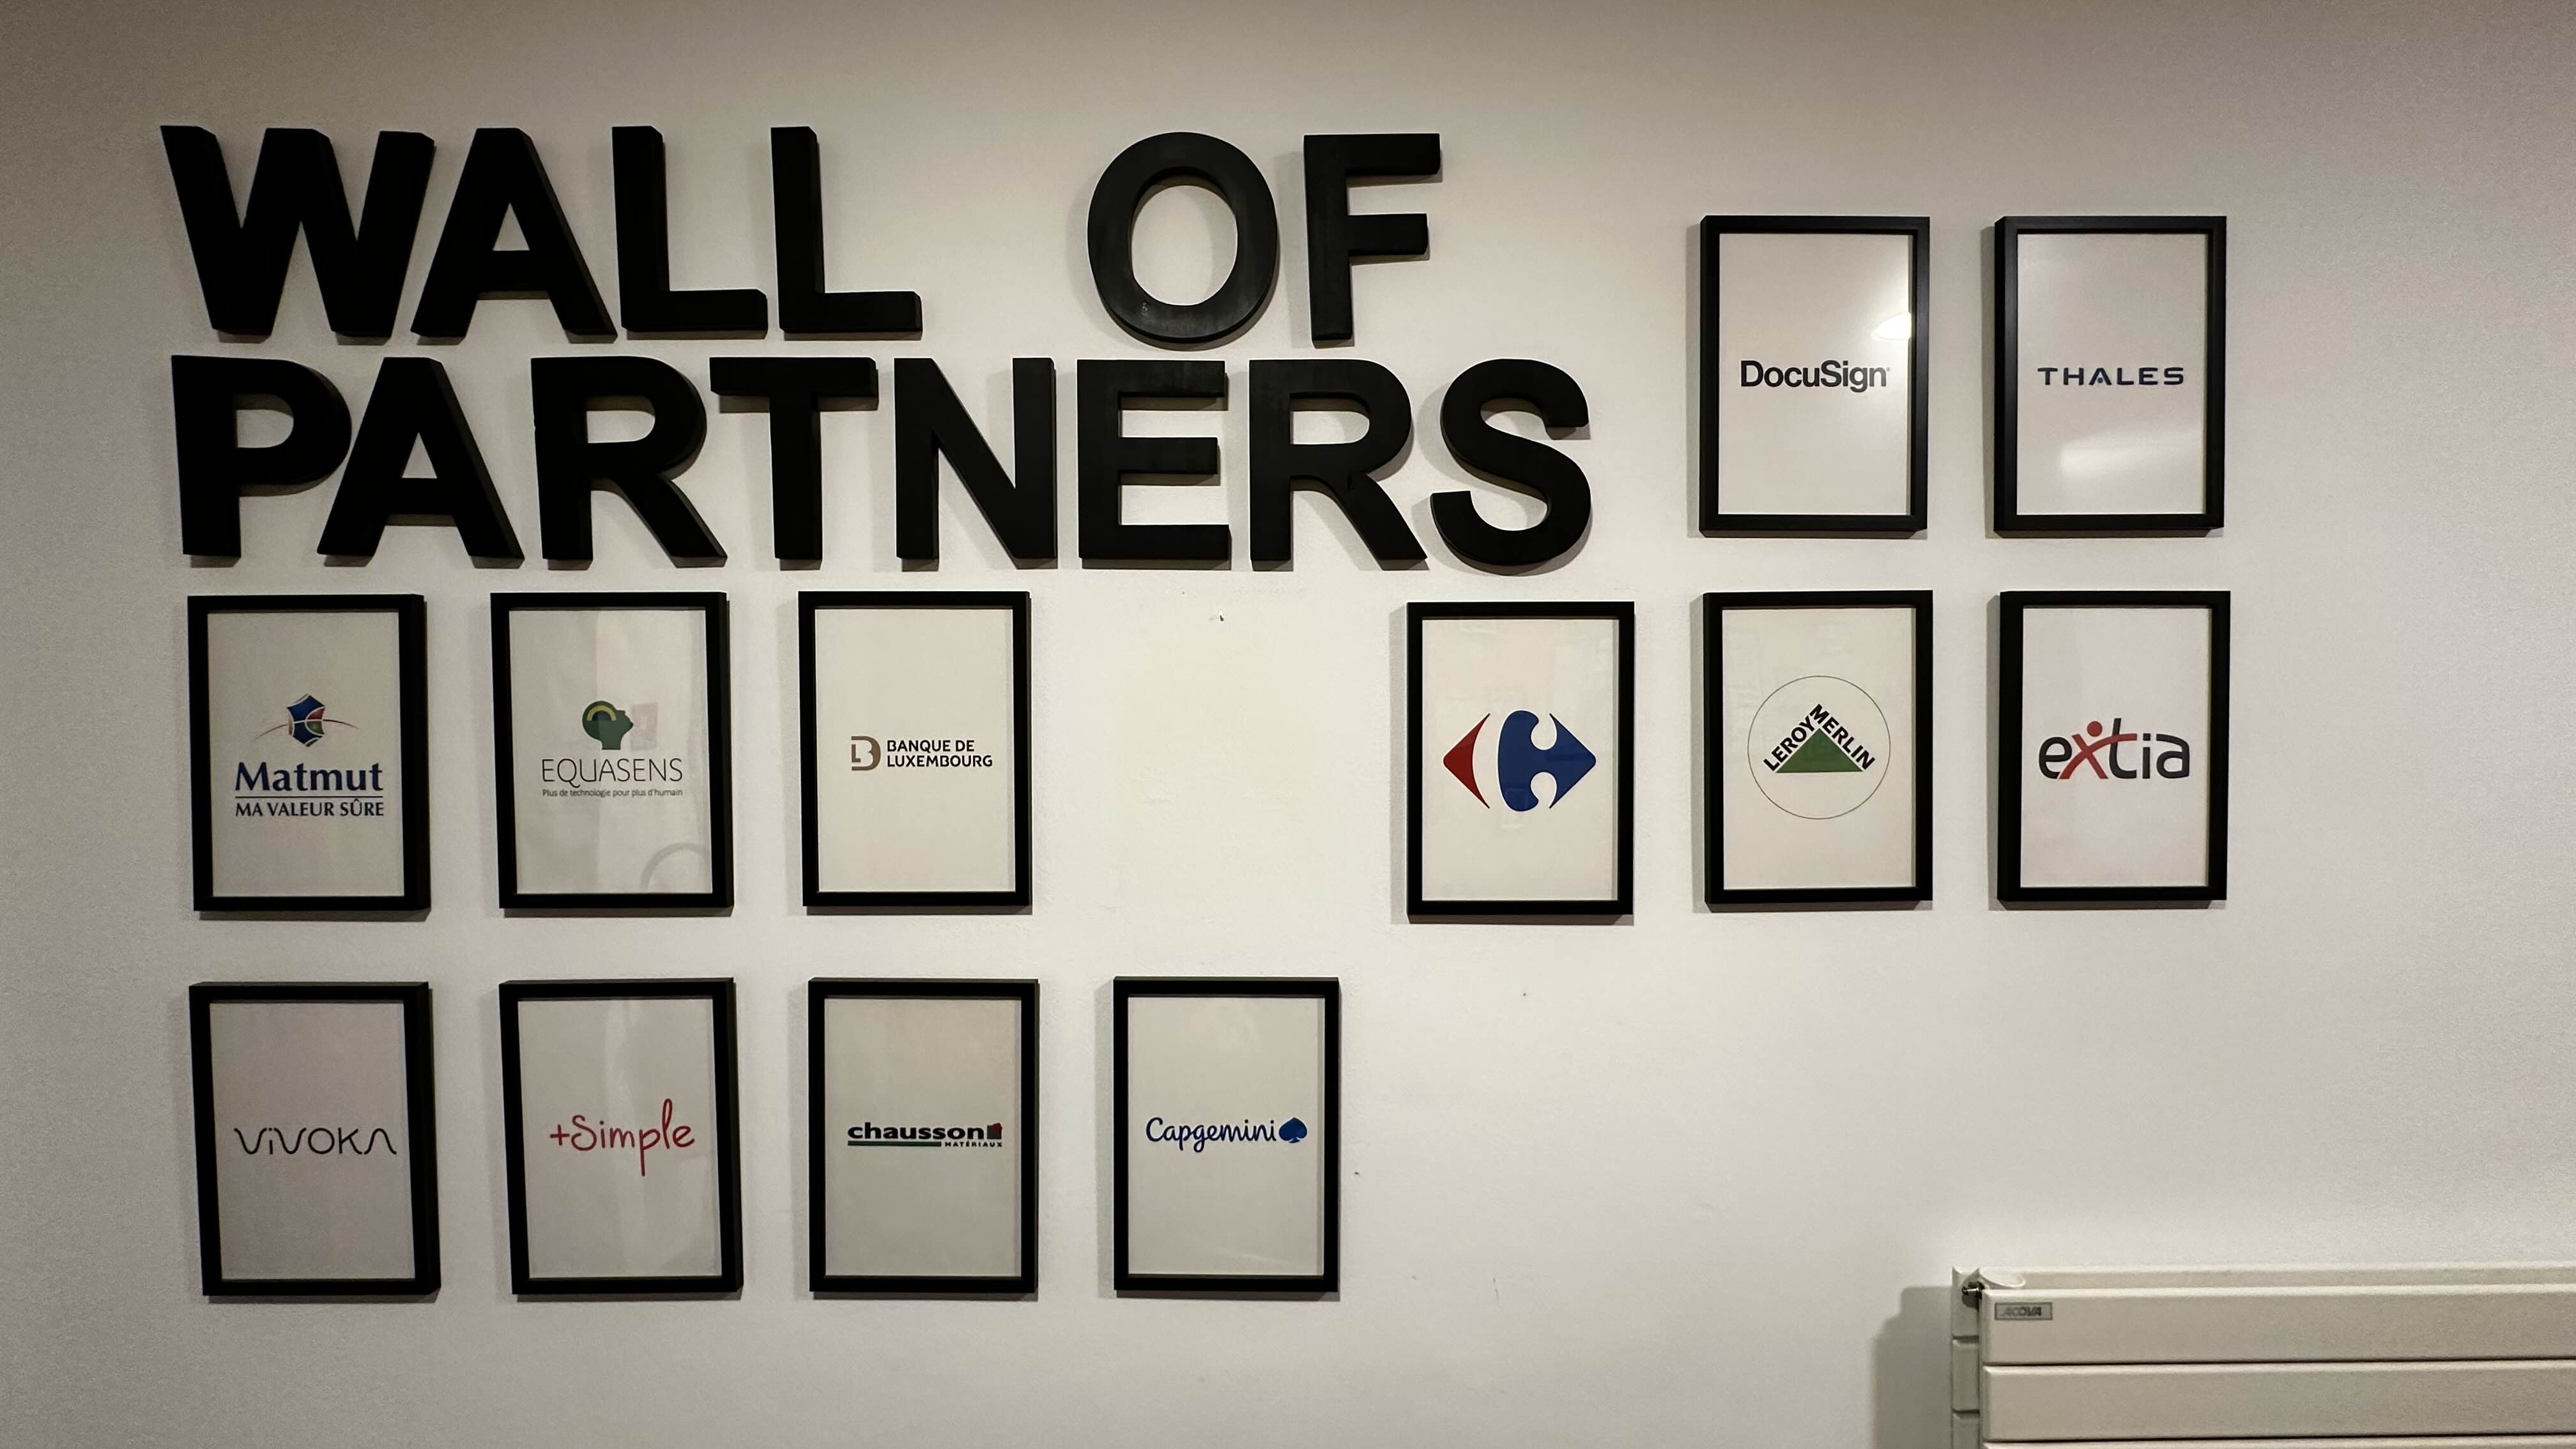 WALL OF
PARTNERS
DocuSign
THALES
Matmut
MA VALEUR SÛRE
EQUASENS
Plus de technologie pour plus d'humain
BANQUE DE
LUXEMBOURG
LEROY MERLIN
extia
ViVOKA
+Simple
chausson
MATÉRIAUX
Capgemini
ACOVA